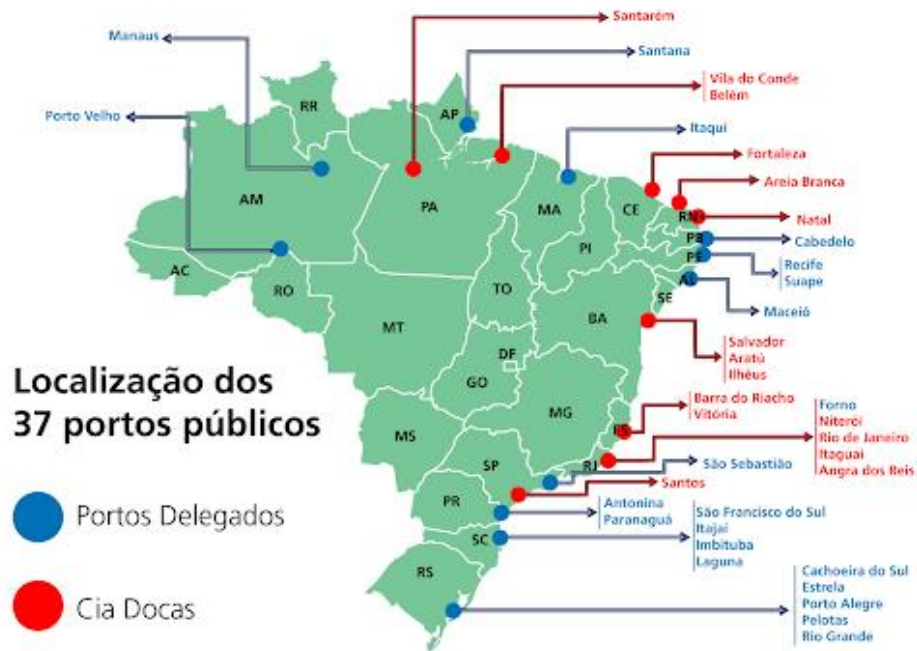 Santarém
Manaus
Santana
Vila do Conde
Belém
RR
AP
Porto Velho
Itaqui
Fortaleza
Areia Branca
AM
PA
MA
CE
RN
Natal
PB
Cabedelo
PI
PE
Recife
Suape
AC
AL
RO
TO
SE
Maceió
MT
BA
Salvador
Aratú
Ilhéus
DF
GO
Localização dos
37 portos públicos
MG
Barra do Riacho
Vitória
ES
Forno
Niterói
Rio de Janeiro
Itaguaí
Angra dos Reis
MS
SP
RJ
São Sebastião
Santos
PR
Antonina
Paranaguá
São Francisco do Sul
Itajaí
Imbituba
Laguna
Portos Delegados
SC
RS
Cachoeira do Sul
Estrela
Porto Alegre
Pelotas
Rio Grande
Cia Docas